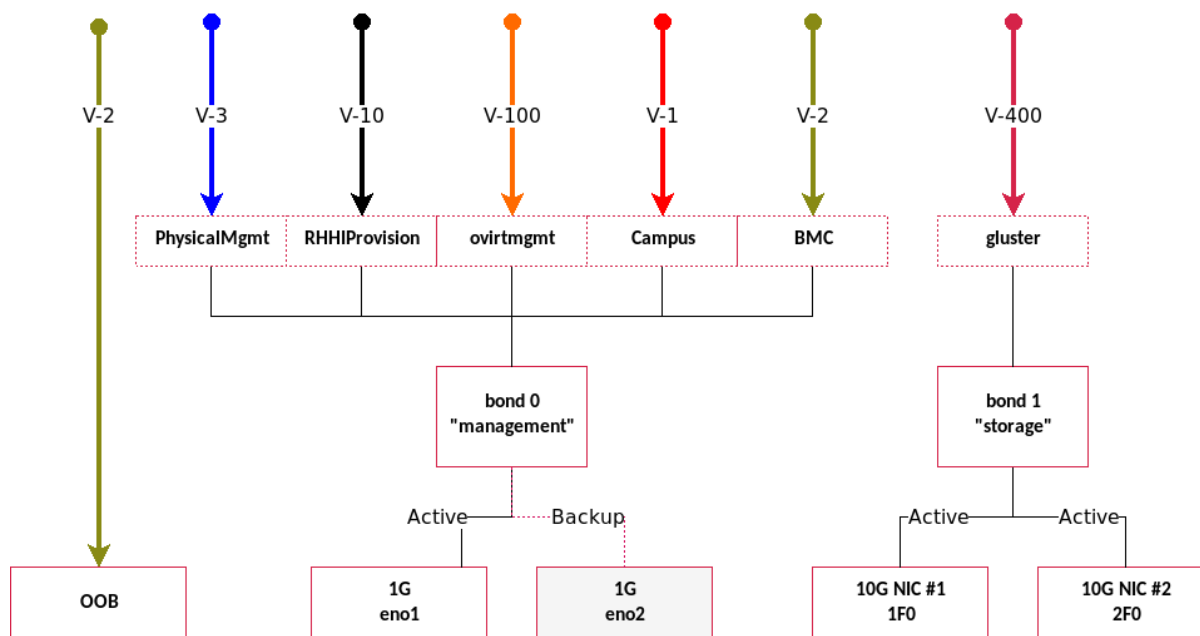 V-2
V-3
V-10
V-100
V-1
V-2
V-400
PhysicalMgmt
RHHIProvision
ovirtmgmt
Campus
BMC
gluster
bond 0
"management"
bond 1
"storage"
Active
Backup
Active
Active
OOB
1G
eno1
1G
eno2
10G NIC #1
1F0
10G NIC #2
2F0